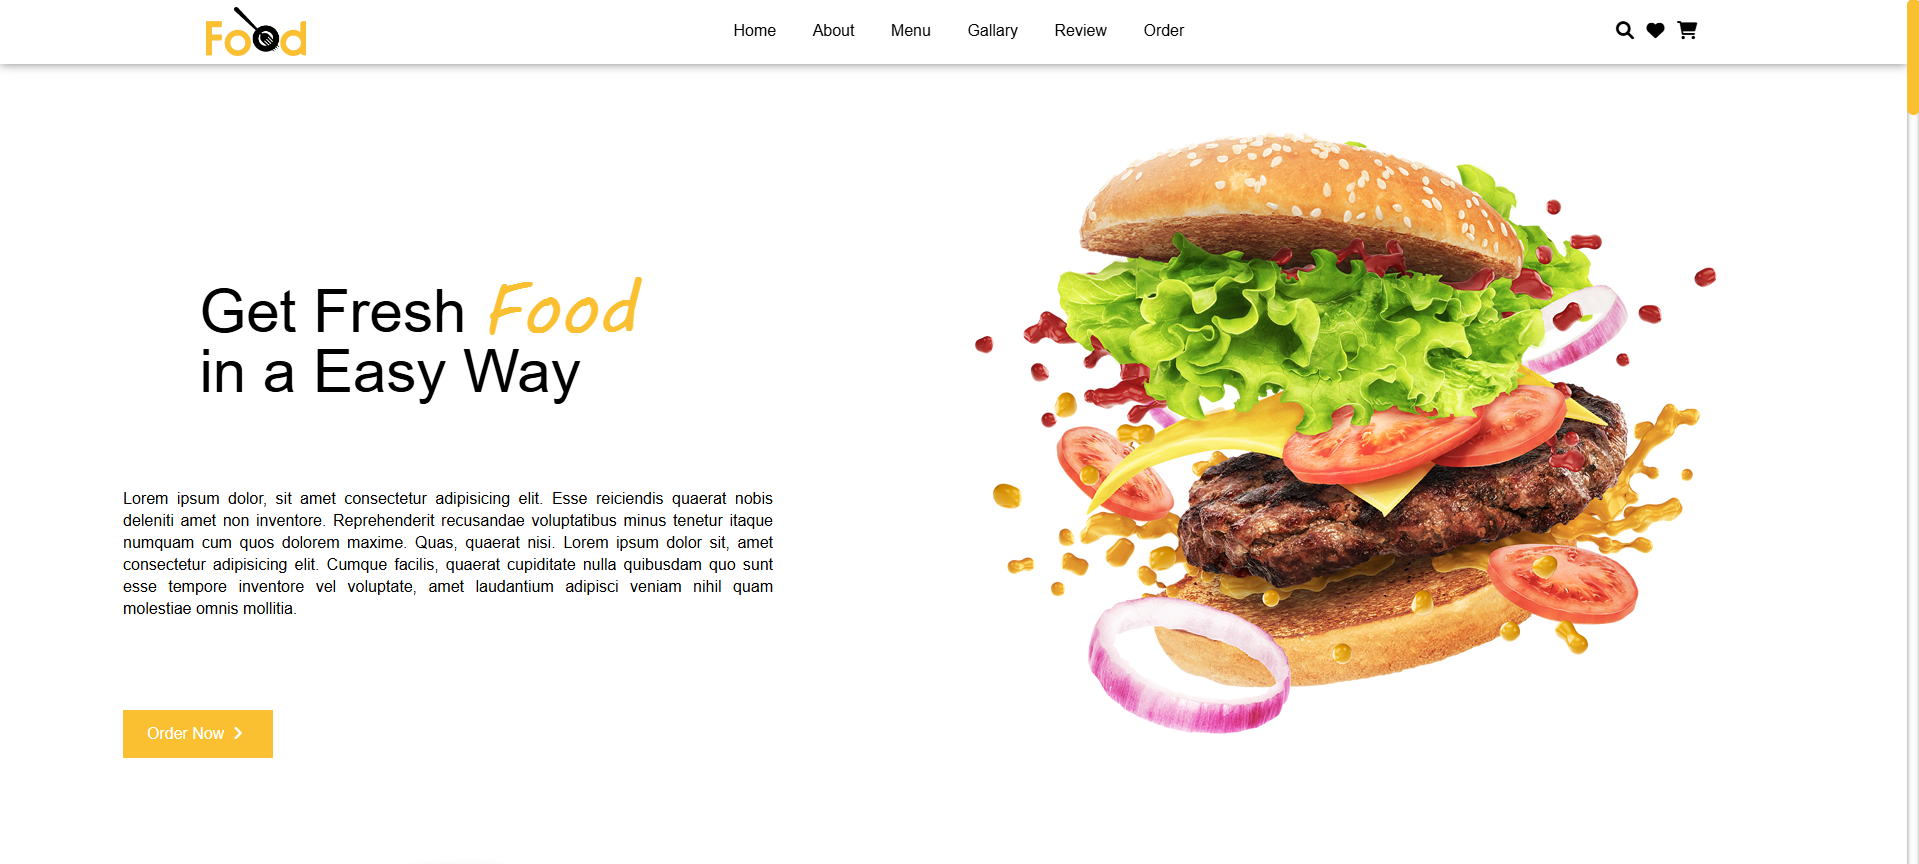 Food
Home About Menu Gallary Review Order
Get Fresh Food
in a Easy Way
Lorem ipsum dolor, sit amet consectetur adipisicing elit. Esse reiciendis quaerat nobis
deleniti amet non inventore. Reprehenderit recusandae voluptatibus minus tenetur itaque
numquam cum quos dolorem maxime. Quas, quaerat nisi. Lorem ipsum dolor sit, amet
consectetur adipisicing elit. Cumque facilis, quaerat cupiditate nulla quibusdam quo sunt
esse tempore inventore vel voluptate, amet laudantium adipisci veniam nihil quam
molestiae omnis mollitia.
Order Now